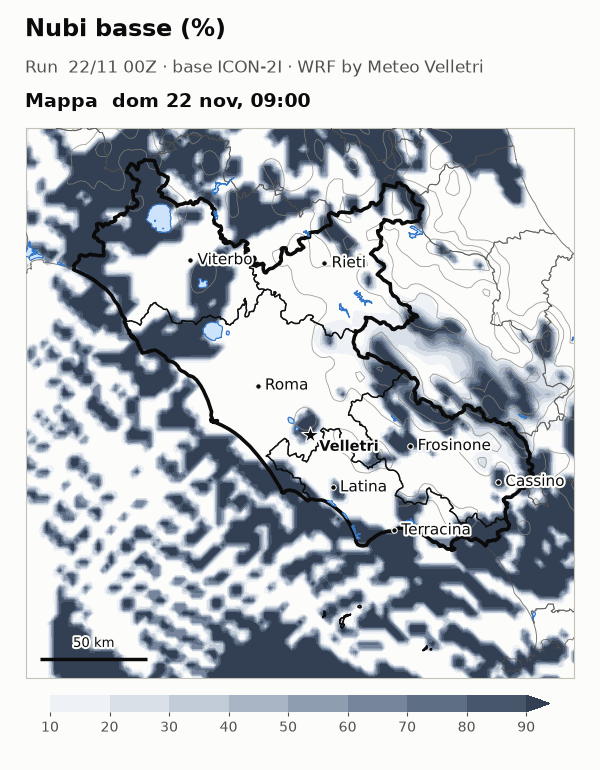 Nubi basse (%)
Run 22/11 00Z · base ICON-2I · WRF by Meteo Velletri
Mappa dom 22 nov, 09:00
Viterbo
Rieti
Roma
Velletri
Frosinone
Cassino
Latina
Terracina
50 km
10 20 30 40 50 60 70 80 90